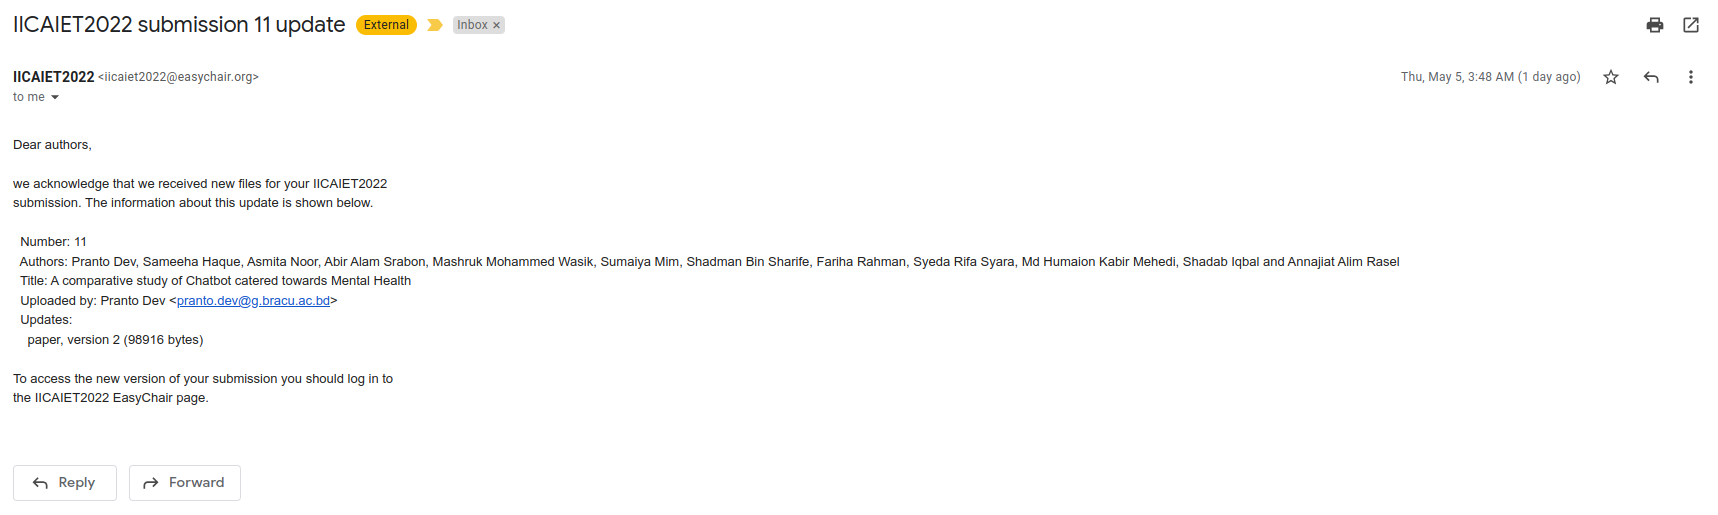 IICAIET2022 submission 11 update External Inbox ×
IICAIET2022 <iicaiet2022@easychair.org> Thu, May 5, 3:48 AM (1 day ago)
to me
Dear authors,
we acknowledge that we received new files for your IICAIET2022
submission. The information about this update is shown below.
Number: 11
Authors: Pranto Dev, Sameeha Haque, Asmita Noor, Abir Alam Srabon, Mashruk Mohammed Wasik, Sumaiya Mim, Shadman Bin Sharife, Fariha Rahman, Syeda Rifa Syara, Md Humaion Kabir Mehedi, Shadab Iqbal and Annajiat Alim Rasel
Title: A comparative study of Chatbot catered towards Mental Health
Uploaded by: Pranto Dev <pranto.dev@g.bracu.ac.bd>
Updates:
paper, version 2 (98916 bytes)
To access the new version of your submission you should log in to
the IICAIET2022 EasyChair page.
Reply Forward